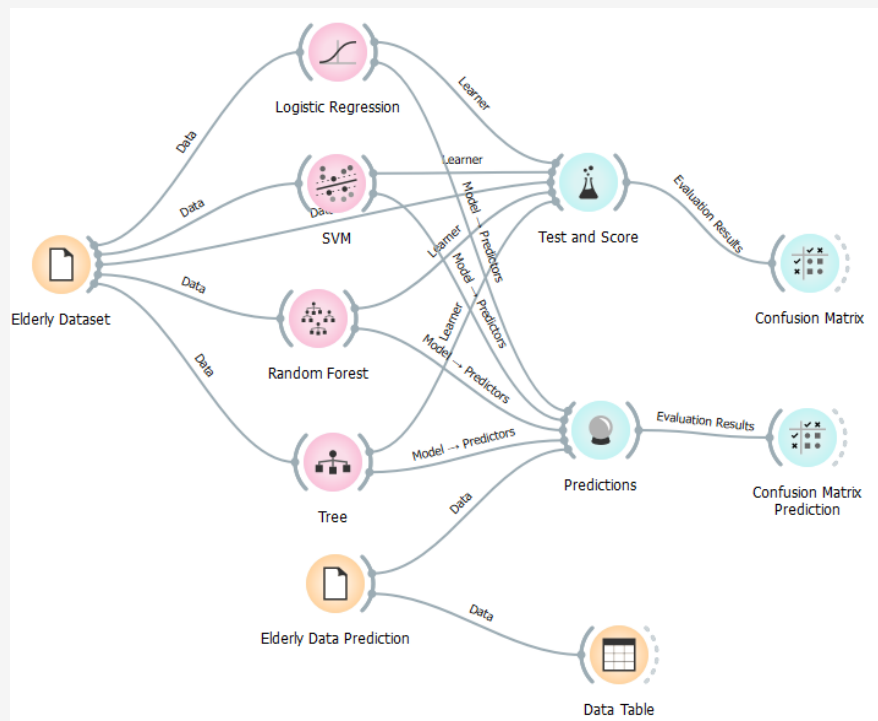 Logistic Regression
Learner
Data
SVM
Learner
Data
Data
Test and Score
Evaluation Results
Model → Predictors
Elderly Dataset
Data
Random Forest
Learner
Model → Predictors
Confusion Matrix
Data
Learner
Model → Predictors
Tree
Model → Predictors
Predictions
Evaluation Results
Confusion Matrix
Prediction
Data
Elderly Data Prediction
Data
Data Table